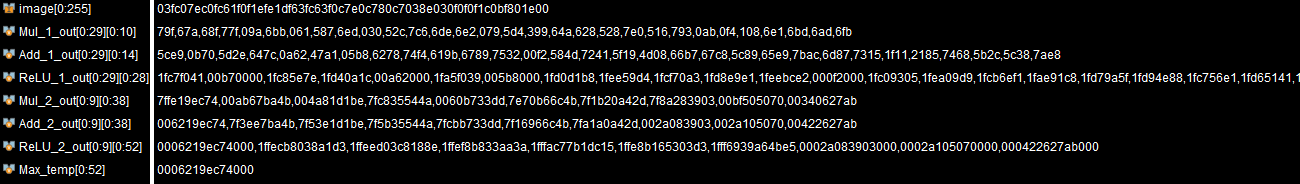 image[0:255] 03fc07ec0fc61f0f1efe1df63fc63f0c7e0c780c7038e030f0f0f1c0bf801e00
Mul_1_out[0:29][0:10] 79f,67a,68f,77f,09a,6bb,061,587,6ed,030,52c,7c6,6de,6e2,079,5d4,399,64a,628,528,7e0,516,793,0ab,0f4,108,6e1,6bd,6ad,6fb
Add_1_out[0:29][0:14] 5ce9,0b70,5d2e,647c,0a62,47a1,05b8,6278,74f4,619b,6789,7532,00f2,584d,7241,5f19,4d08,66b7,67c8,5c89,65e9,7bac,6d87,7315,1f11,2185,7468,5b2c,5c38,7ae8
ReLU_1_out[0:29][0:28] 1fc7f041,00b70000,1fc85e7e,1fd40a1c,00a62000,1fa5f039,005b8000,1fd0d1b8,1fee59d4,1fcf70a3,1fd8e9e1,1feebce2,000f2000,1fc09305,1fea09d9,1fcb6ef1,1fae91c8,1fd79a5f,1fd94e88,1fc756e1,1fd65141,1
Mul_2_out[0:9][0:38] 7ffe19ec74,00ab67ba4b,004a81d1be,7fc835544a,0060b733dd,7e70b66c4b,7f1b20a42d,7f8a283903,00bf505070,00340627ab
Add_2_out[0:9][0:38] 006219ec74,7f3ee7ba4b,7f53e1d1be,7f5b35544a,7fcbb733dd,7f16966c4b,7fa1a0a42d,002a083903,002a105070,00422627ab
ReLU_2_out[0:9][0:52] 0006219ec74000,1ffecb8038a1d3,1ffeed03c8188e,1ffef8b833aa3a,1fffac77b1dc15,1ffe8b165303d3,1fff6939a64be5,0002a083903000,0002a105070000,000422627ab000
Max_temp[0:52] 0006219ec74000